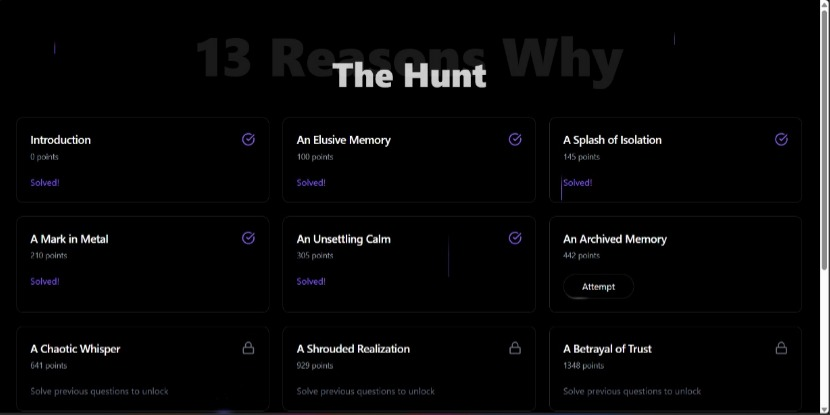 13 Reasons Why
The Hunt
Introduction
0 points
Solved!
An Elusive Memory
100 points
Solved!
A Splash of Isolation
145 points
Solved!
A Mark in Metal
210 points
Solved!
An Unsettling Calm
305 points
Solved!
An Archived Memory
442 points
Attempt
A Chaotic Whisper
641 points
Solve previous questions to unlock
A Shrouded Realization
929 points
Solve previous questions to unlock
A Betrayal of Trust
1348 points
Solve previous questions to unlock